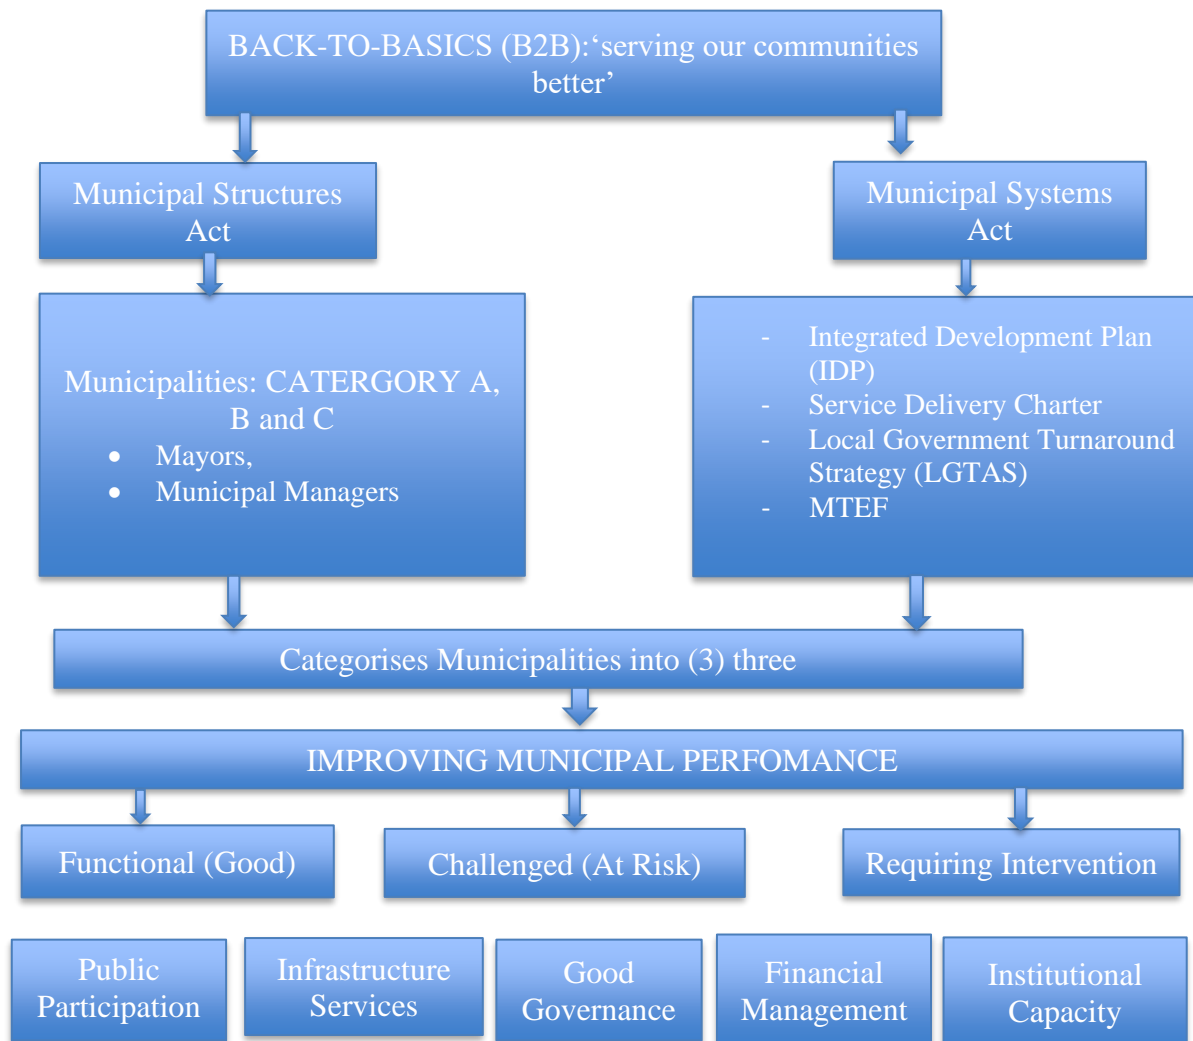 BACK-TO-BASICS (B2B):‘serving our communities
better’
Municipal Structures
Act
Municipal Systems
Act
Municipalities: CATERGORY A,
B and C
• Mayors,
• Municipal Managers
- Integrated Development Plan
(IDP)
- Service Delivery Charter
- Local Government Turnaround
Strategy (LGTAS)
- MTEF
Categorises Municipalities into (3) three
IMPROVING MUNICIPAL PERFOMANCE
Functional (Good)
Challenged (At Risk)
Requiring Intervention
Public
Participation
Infrastructure
Services
Good
Governance
Financial
Management
Institutional
Capacity